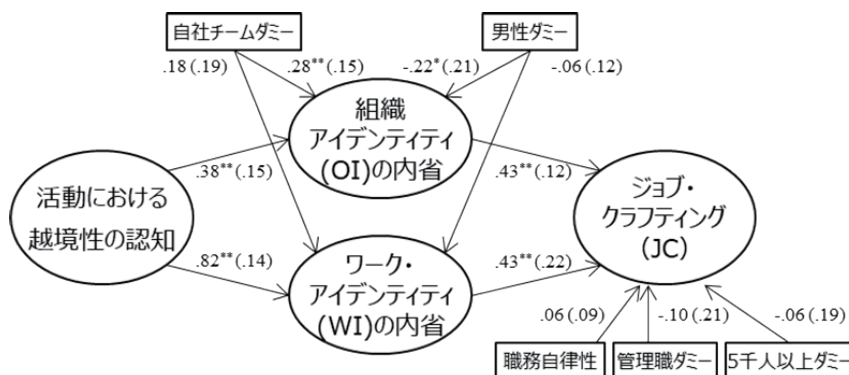 自社チームダミー
男性ダミー
.18 (.19)
.28**(.15)
-.22*(.21)
-.06 (.12)
組織
アイデンティティ
(OI)の内省
.38**(.15)
.43**(.12)
活動における
越境性の認知
ジョブ・
クラフティング
(JC)
.82**(.14)
ワーク・
アイデンティティ
(WI)の内省
.43**(.22)
.06 (.09)
-.10 (.21)
-.06 (.19)
職務自律性
管理職ダミー
5千人以上ダミー